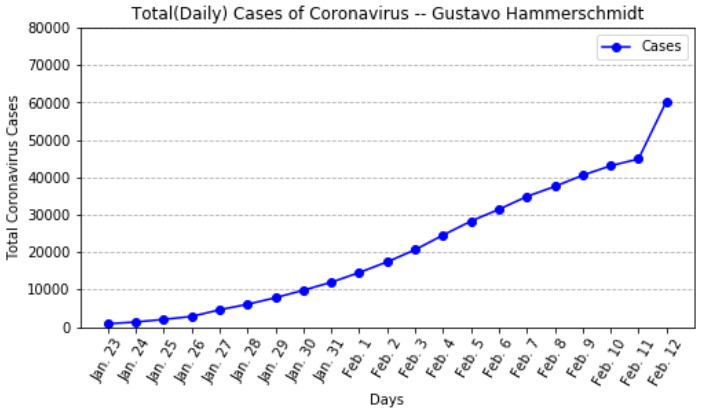 Total(Daily) Cases of Coronavirus -- Gustavo Hammerschmidt
80000
70000
60000
50000
40000
30000
20000
10000
0
Total Coronavirus Cases
Cases
Jan. 23
Jan. 24
Jan. 25
Jan. 26
Jan. 27
Jan. 28
Jan. 29
Jan. 30
Jan. 31
Feb. 1
Feb. 2
Feb. 3
Feb. 4
Feb. 5
Feb. 6
Feb. 7
Feb. 8
Feb. 9
Feb. 10
Feb. 11
Feb. 12
Days